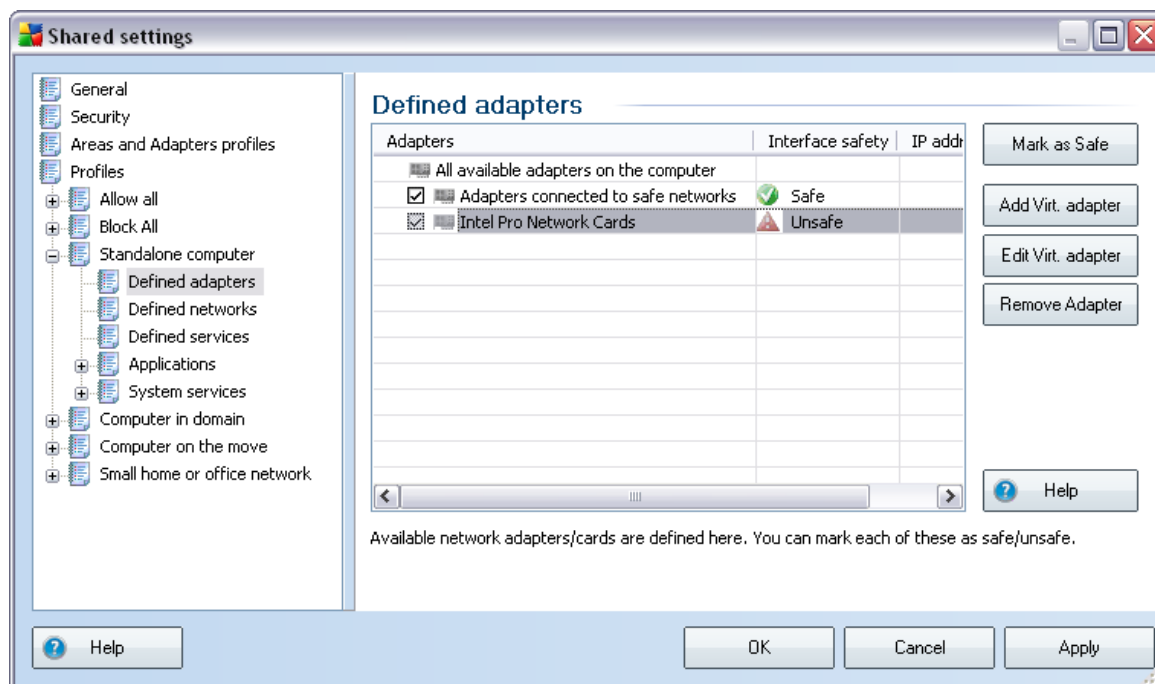 Shared settings
General
Security
Areas and Adapters profiles
Profiles
Allow all
Block All
Standalone computer
Defined adapters
Defined networks
Defined services
Applications
System services
Computer in domain
Computer on the move
Small home or office network
Defined adapters
Adapters Interface safety IP addr
All available adapters on the computer
Adapters connected to safe networks Safe
Intel Pro Network Cards Unsafe
Mark as Safe
Add Virt. adapter
Edit Virt. adapter
Remove Adapter
Help
Available network adapters/cards are defined here. You can mark each of these as safe/unsafe.
Help OK Cancel Apply